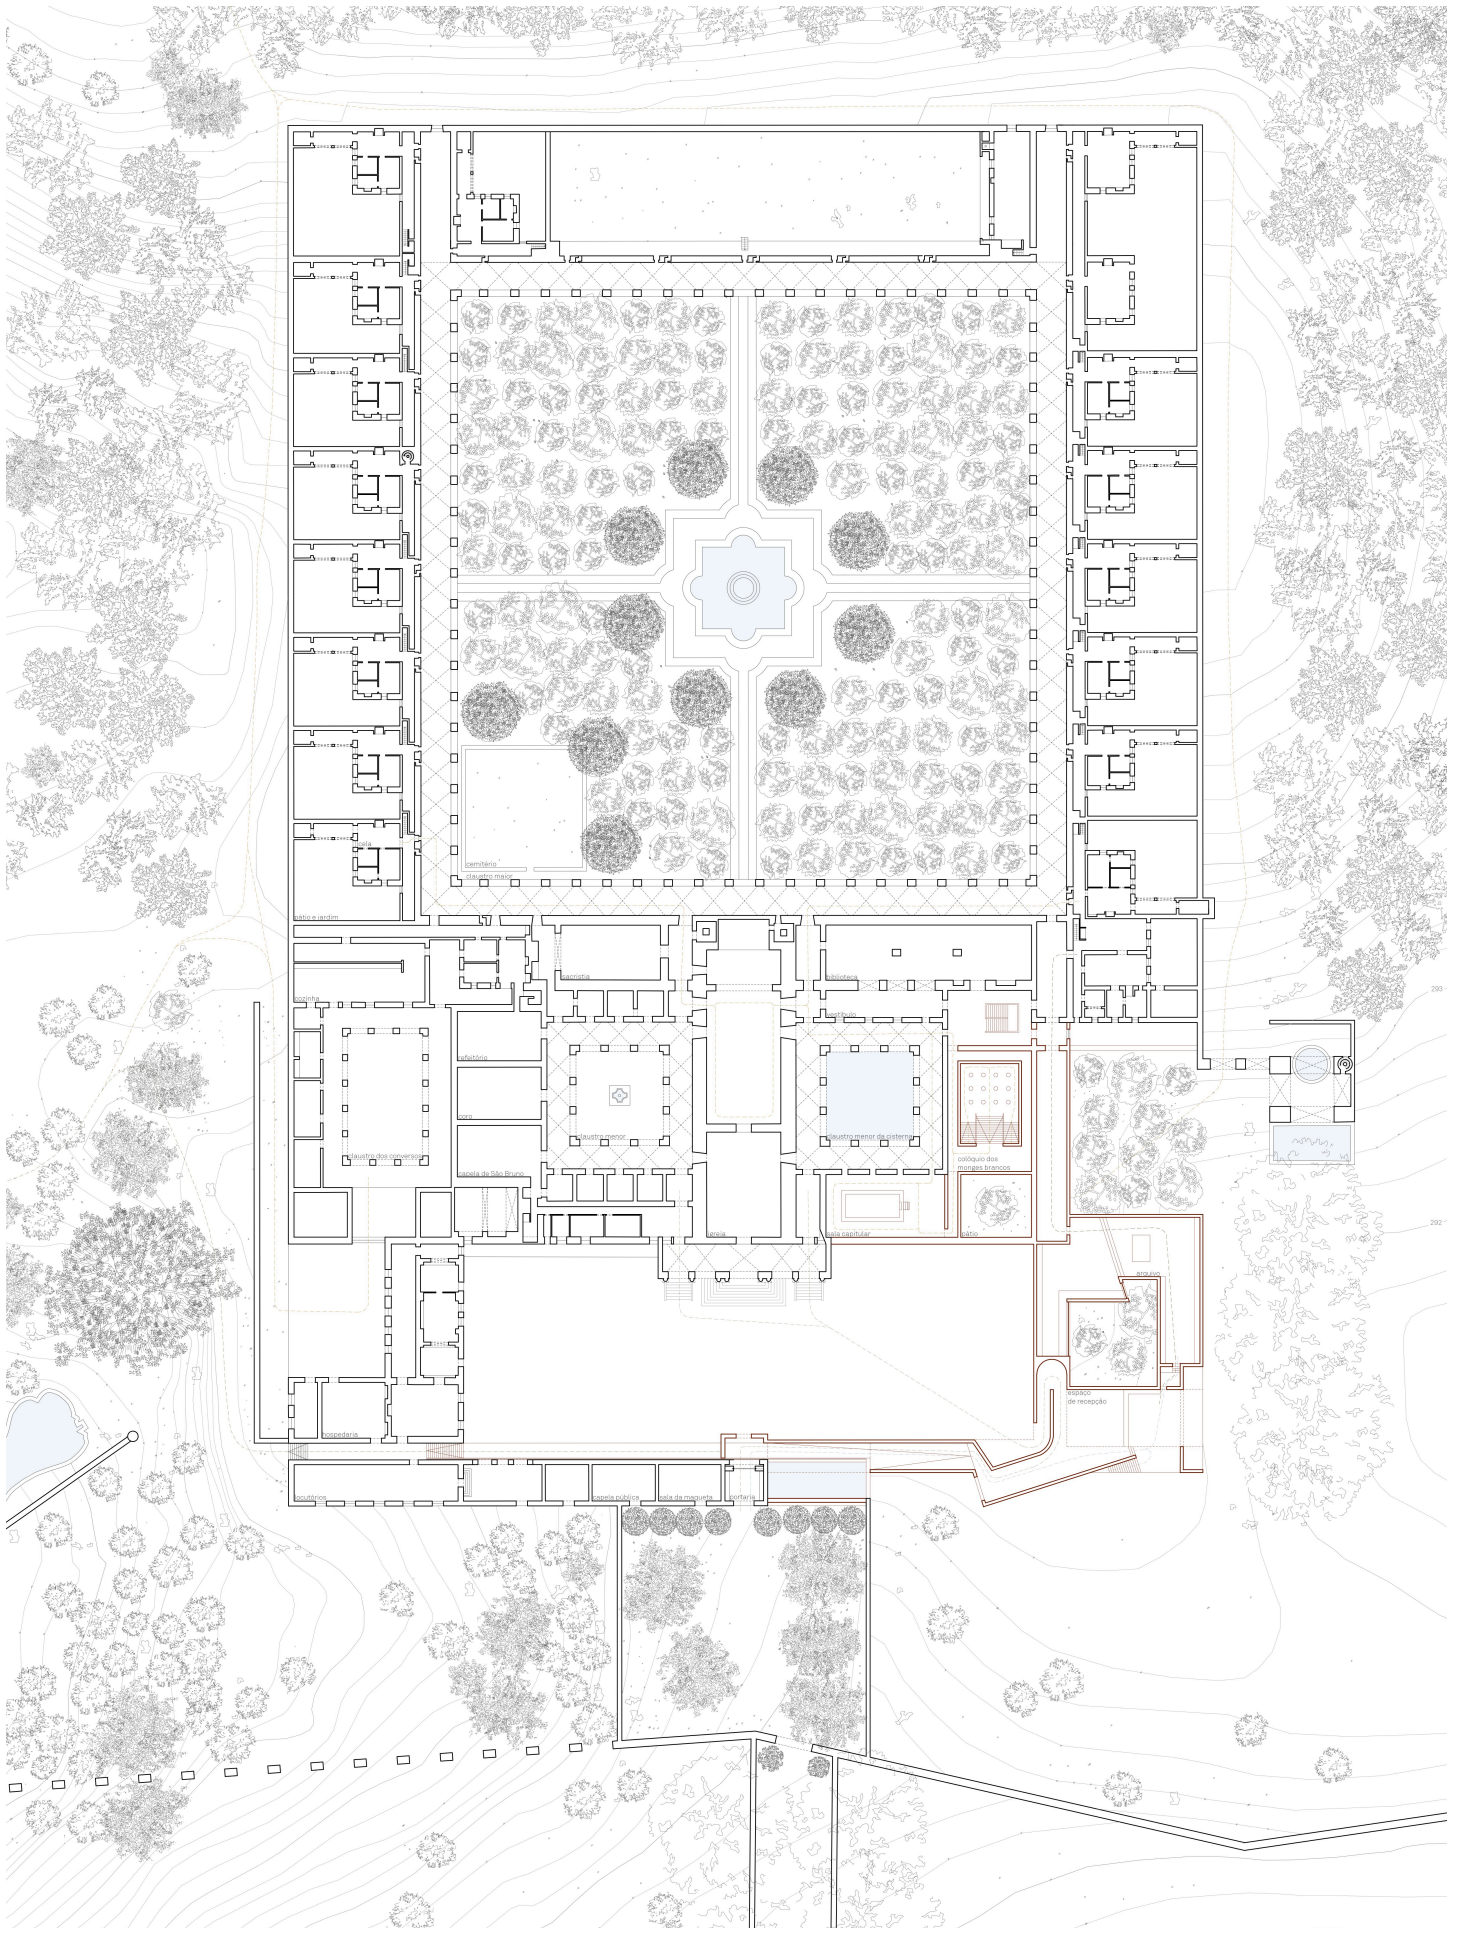 cela
cemitério
claustro maior
pátio e jardim
sacristia
biblioteca
293
cozinha
vestíbulo
refeitório
coro
claustro menor
claustro menor da cisterna
claustro dos conversos
colóquio dos
monges brancos
capela de São Bruno
292
igreja
sala capitular
pátio
arquivo
espaço
de recepção
hospedaria
locutórios
capela pública
sala da maqueta
portaria